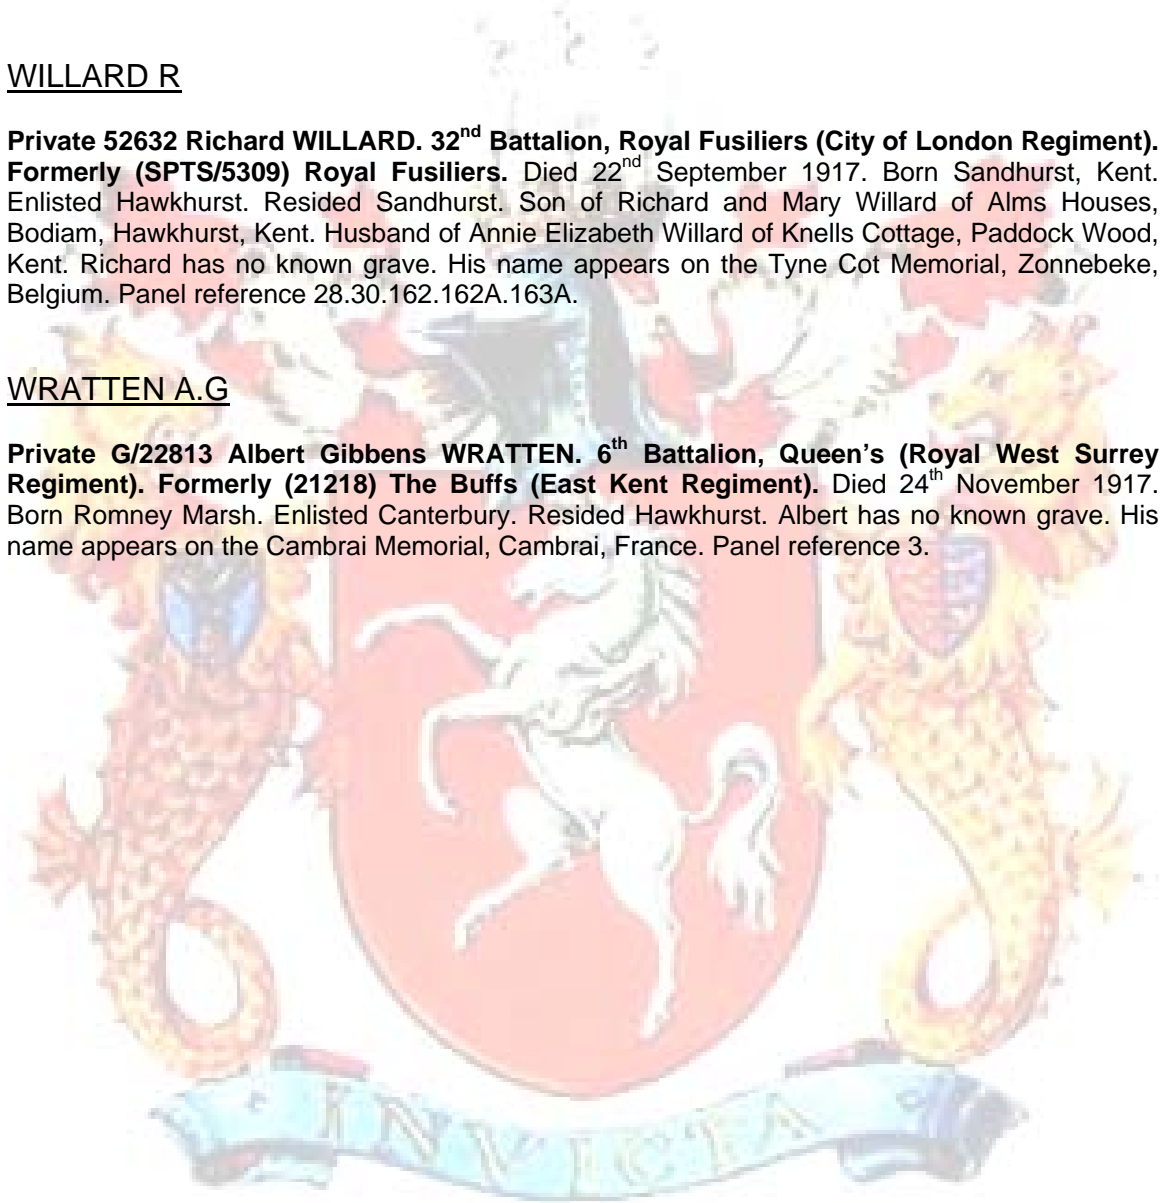 WILLARD R
Private 52632 Richard WILLARD. 32nd Battalion, Royal Fusiliers (City of London Regiment).
Formerly (SPTS/5309) Royal Fusiliers. Died 22nd September 1917. Born Sandhurst, Kent.
Enlisted Hawkhurst. Resided Sandhurst. Son of Richard and Mary Willard of Alms Houses,
Bodiam, Hawkhurst, Kent. Husband of Annie Elizabeth Willard of Knells Cottage, Paddock Wood,
Kent. Richard has no known grave. His name appears on the Tyne Cot Memorial, Zonnebeke,
Belgium. Panel reference 28.30.162.162A.163A.
WRATTEN A.G
Private G/22813 Albert Gibbens WRATTEN. 6th Battalion, Queen's (Royal West Surrey
Regiment). Formerly (21218) The Buffs (East Kent Regiment). Died 24th November 1917.
Born Romney Marsh. Enlisted Canterbury. Resided Hawkhurst. Albert has no known grave. His
name appears on the Cambrai Memorial, Cambrai, France. Panel reference 3.
INVICTA